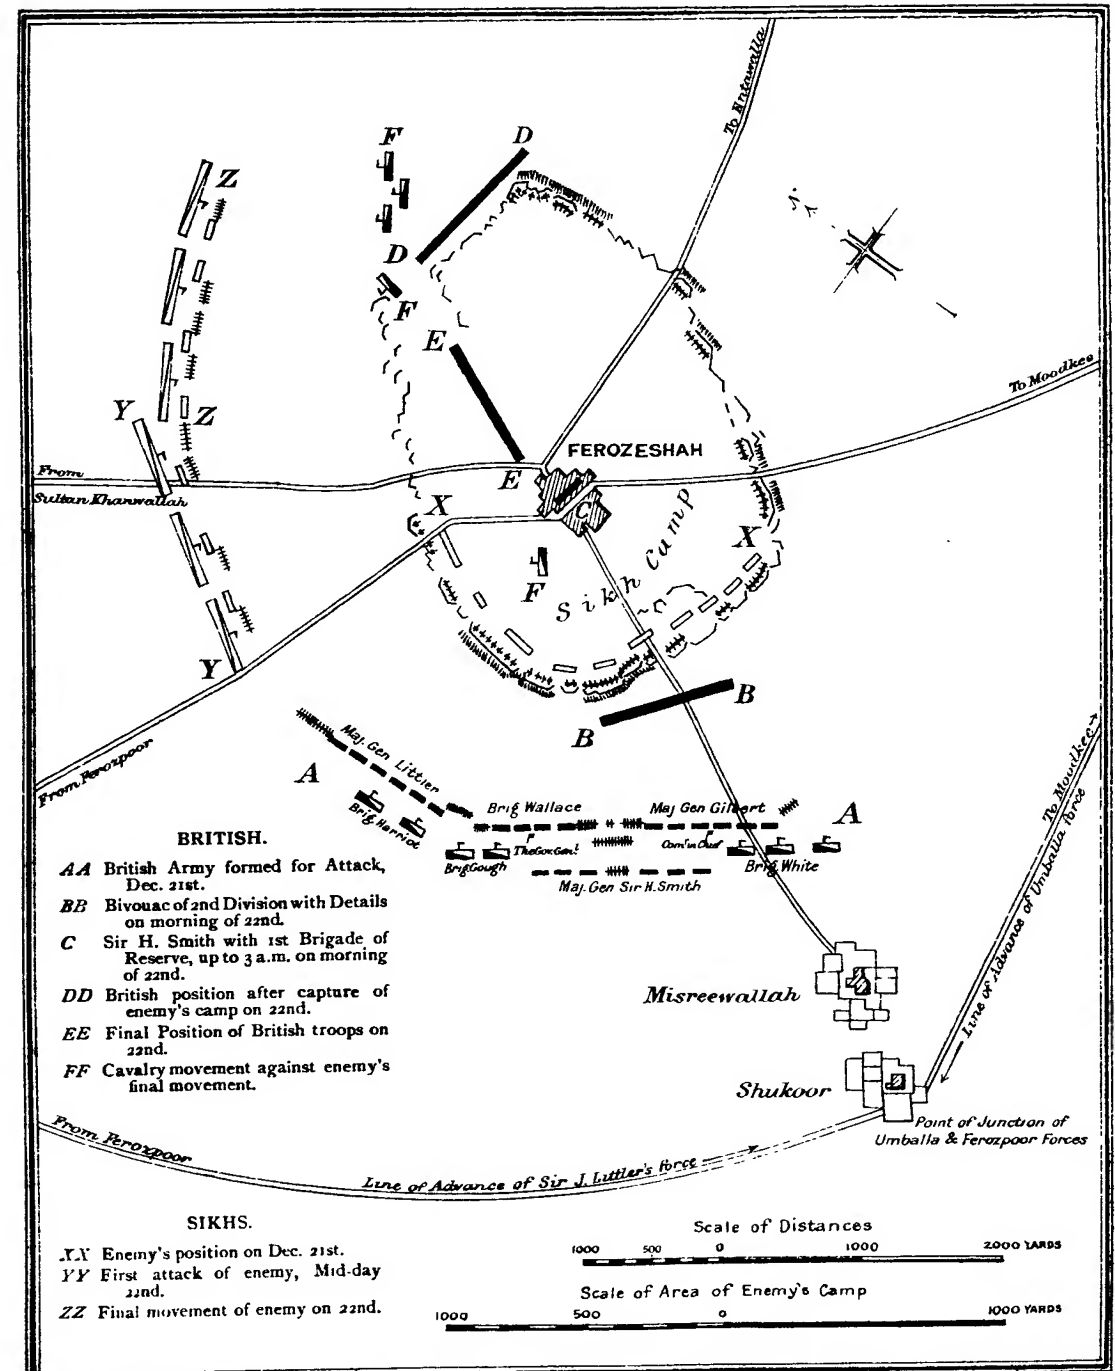 To Entawalla
F
D
Z
N.
D
F
E
To Moodkee
Y
Z
FEROZESHAH
From
Sultan Khanwallah
E
X
C
X
Sikh Camp
F
Y
B
B
From Ferozpoor
A
Maj. Gen Littler
Brig Harriot
Brig Wallace
Maj Gen Gilbert
A
The Gov. Genl.
Com! in Chief
Brig Gough
Brig. White
Maj. Gen Sir H. Smith
To Moodkee
Line of Advance of Umballa force
BRITISH.
AA British Army formed for Attack,
Dec. 21st.
BB Bivouac of 2nd Division with Details
on morning of 22nd.
C Sir H. Smith with 1st Brigade of
Reserve, up to 3 a.m. on morning
of 22nd.
DD British position after capture of
enemy's camp on 22nd.
EE Final Position of British troops on
22nd.
FF Cavalry movement against enemy's
final movement.
Misreewallah
Shukoor
Point of Junction of
Umballa & Ferozpoor Forces
From Ferozpoor
Line of Advance of Sir J. Littler's force
SIKHS.
XX Enemy's position on Dec. 21st.
YY First attack of enemy, Mid-day
22nd.
ZZ Final movement of enemy on 22nd.
Scale of Distances
1000 500 0 1000 2000 YARDS
Scale of Area of Enemy's Camp
1000 500 0 1000 YARDS